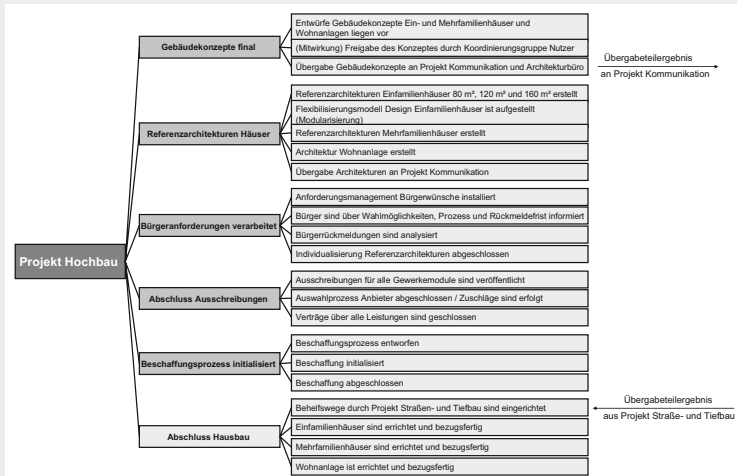 Projekt Hochbau
Gebäudekonzepte final
Entwürfe Gebäudekonzepte Ein- und Mehrfamilienhäuser und
Wohnanlagen liegen vor
(Mitwirkung) Freigabe des Konzeptes durch Koordinierungsgruppe Nutzer
Übergabe Gebäudekonzepte an Projekt Kommunikation und Architekturbüro
Übergabeteilergebnis
an Projekt Kommunikation
Referenzarchitekturen Häuser
Referenzarchitekturen Einfamilienhäuser 80 m², 120 m² und 160 m² erstellt
Flexibilisierungsmodell Design Einfamilienhäuser ist aufgestellt
(Modularisierung)
Referenzarchitekturen Mehrfamilienhäuser erstellt
Architektur Wohnanlage erstellt
Übergabe Architekturen an Projekt Kommunikation
Bürgeranforderungen verarbeitet
Anforderungsmanagement Bürgerwünsche installiert
Bürger sind über Wahlmöglichkeiten, Prozess und Rückmeldefrist informiert
Bürgerrückmeldungen sind analysiert
Individualisierung Referenzarchitekturen abgeschlossen
Abschluss Ausschreibungen
Ausschreibungen für alle Gewerkemodule sind veröffentlicht
Auswahlprozess Anbieter abgeschlossen / Zuschläge sind erfolgt
Verträge über alle Leistungen sind geschlossen
Beschaffungsprozess initialisiert
Beschaffungsprozess entworfen
Beschaffung initialisiert
Beschaffung abgeschlossen
Abschluss Hausbau
Behelfswege durch Projekt Straßen- und Tiefbau sind eingerichtet
Einfamilienhäuser sind errichtet und bezugsfertig
Mehrfamilienhäuser sind errichtet und bezugsfertig
Wohnanlage ist errichtet und bezugsfertig
Übergabeteilergebnis
aus Projekt Straße- und Tiefbau